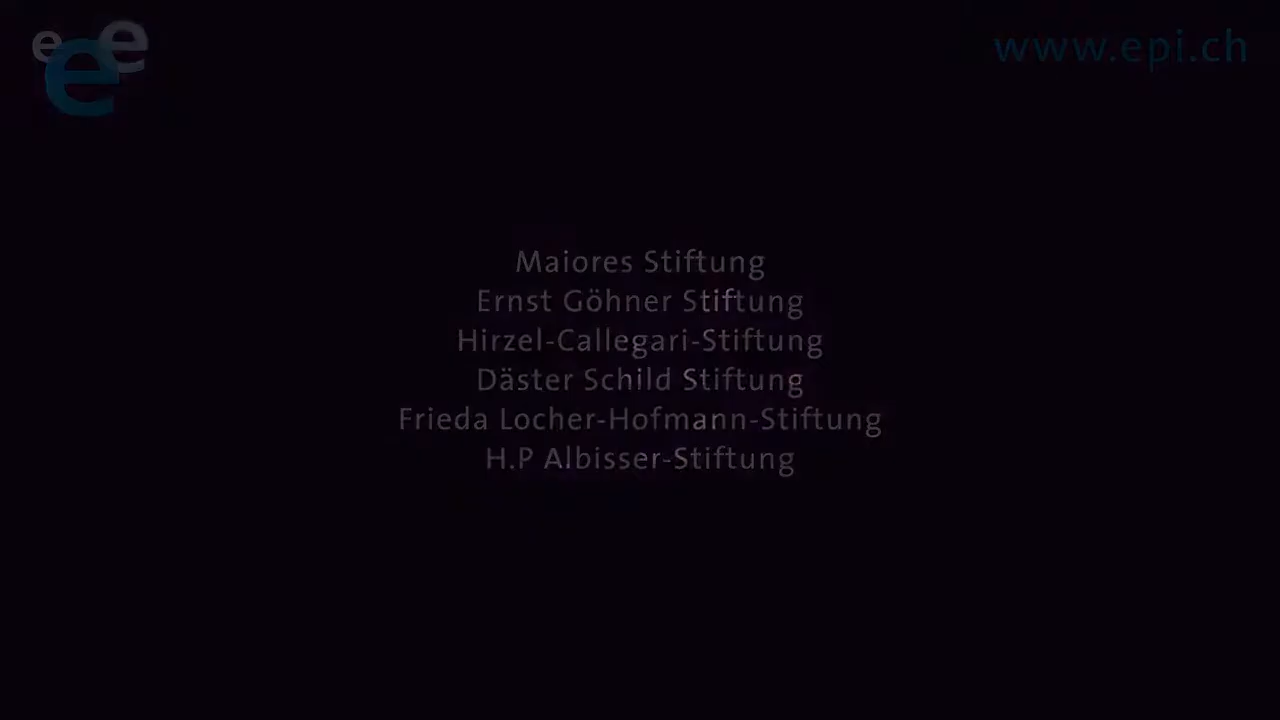 e e e
www.epi.ch
Maiores Stiftung
Ernst Göhner Stiftung
Hirzel-Callegari-Stiftung
Däster Schild Stiftung
Frieda Locher-Hofmann-Stiftung
H.P Albisser-Stiftung